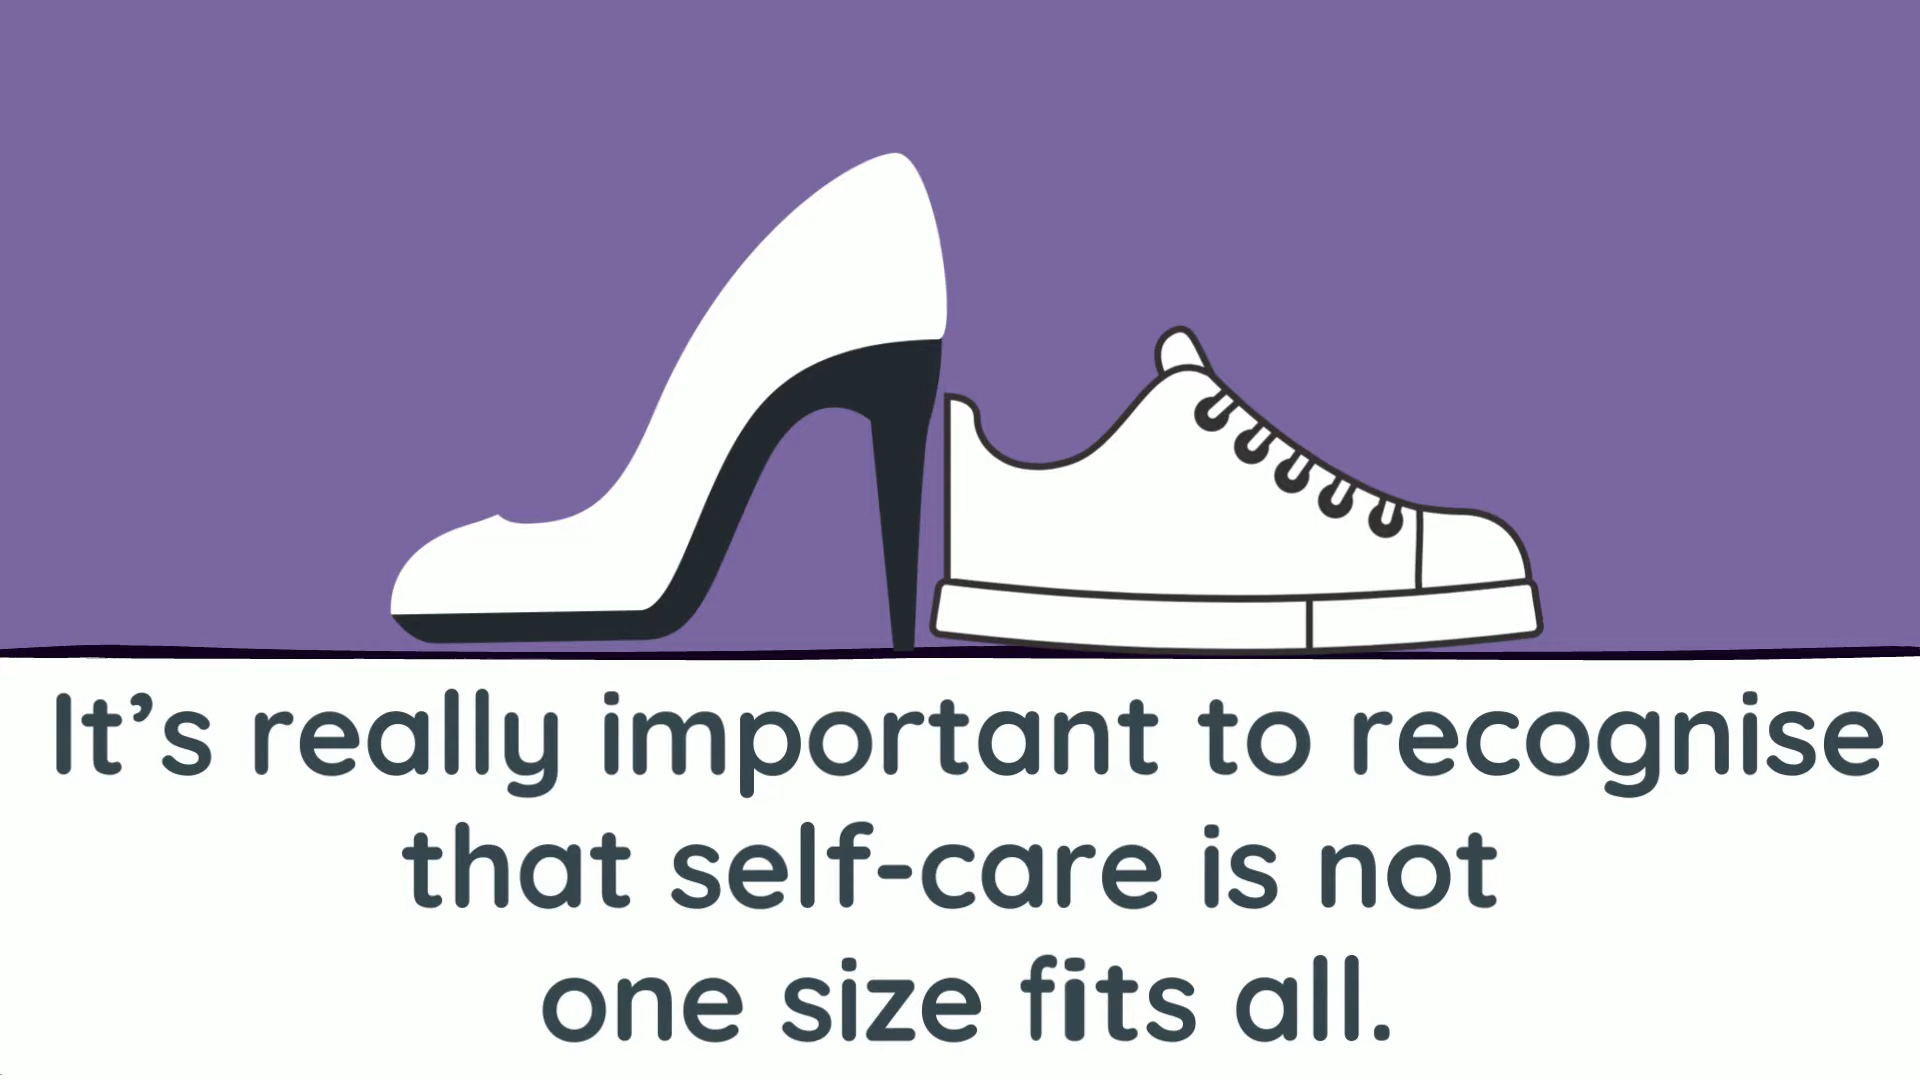 It’s really important to recognise
that self-care is not
one size fits all.